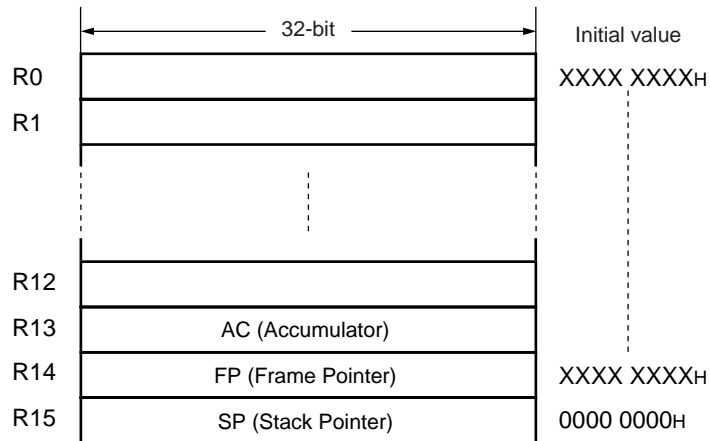 32-bit
Initial value
R0 XXXX XXXXH
R1
R12
R13 AC (Accumulator)
R14 FP (Frame Pointer) XXXX XXXXH
R15 SP (Stack Pointer) 0000 0000H